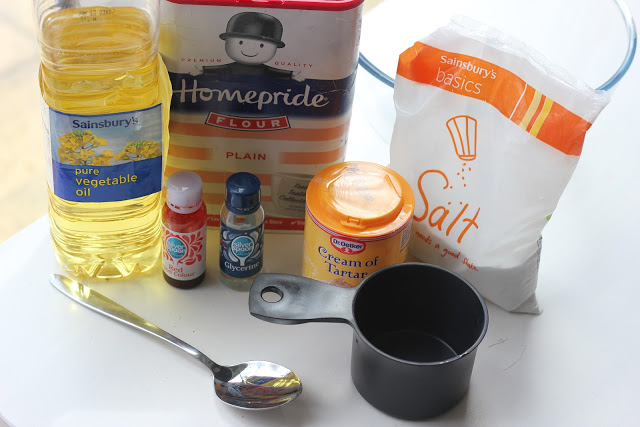 Sainsbury's
pure
vegetable
oil
PREMIUM QUALITY
Homepride
FLOUR
PLAIN
Sainsbury's
basics
Salt
Red
Glycerine
Dr.Oetker
Cream of
Tartar